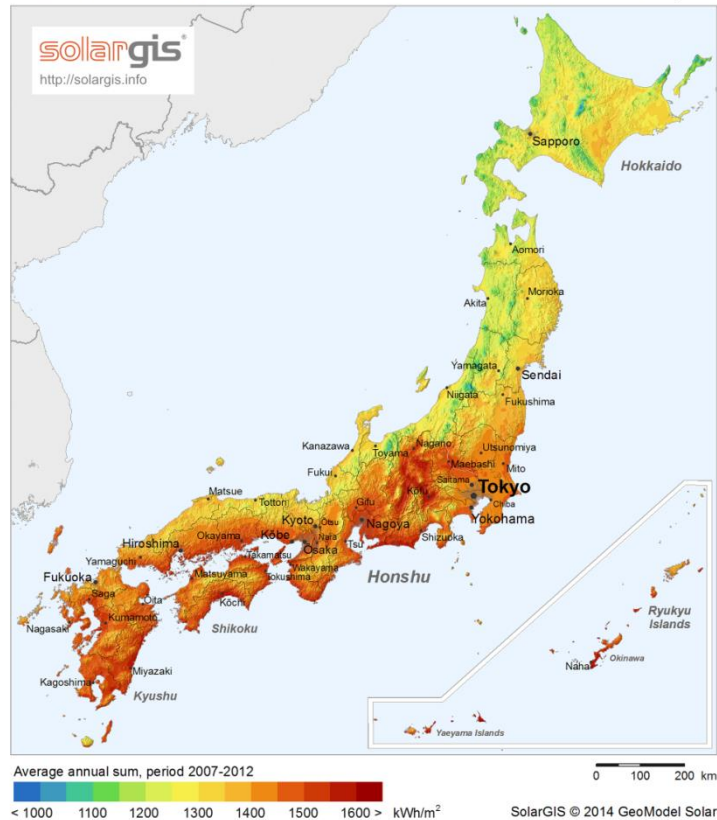 solargis®
http://solargis.info
Sapporo
Hokkaido
Aomori
Akita
Morioka
Yamagata
Sendai
Niigata
Fukushima
Kanazawa
Toyama
Nagano
Utsunomiya
Maebashi
Mito
Fukui
Saitama
Tokyo
Kofu
Chiba
Matsue
Tottori
Gifu
Kyoto
Ōtsu
Nagoya
Yokohama
Okayama
Kōbe
Nara
Hiroshima
Osaka
Tsu
Shizuoka
Takamatsu
Yamaguchi
Wakayama
Honshu
Fukuoka
Matsuyama
Tokushima
Saga
Oita
Kōchi
Ryukyu
Islands
Kumamoto
Nagasaki
Shikoku
Okinawa
Naha
Miyazaki
Kagoshima
Kyushu
Yaeyama Islands
Average annual sum, period 2007-2012
0 100 200 km
< 1000 1100 1200 1300 1400 1500 1600 > kWh/m²
SolarGIS © 2014 GeoModel Solar